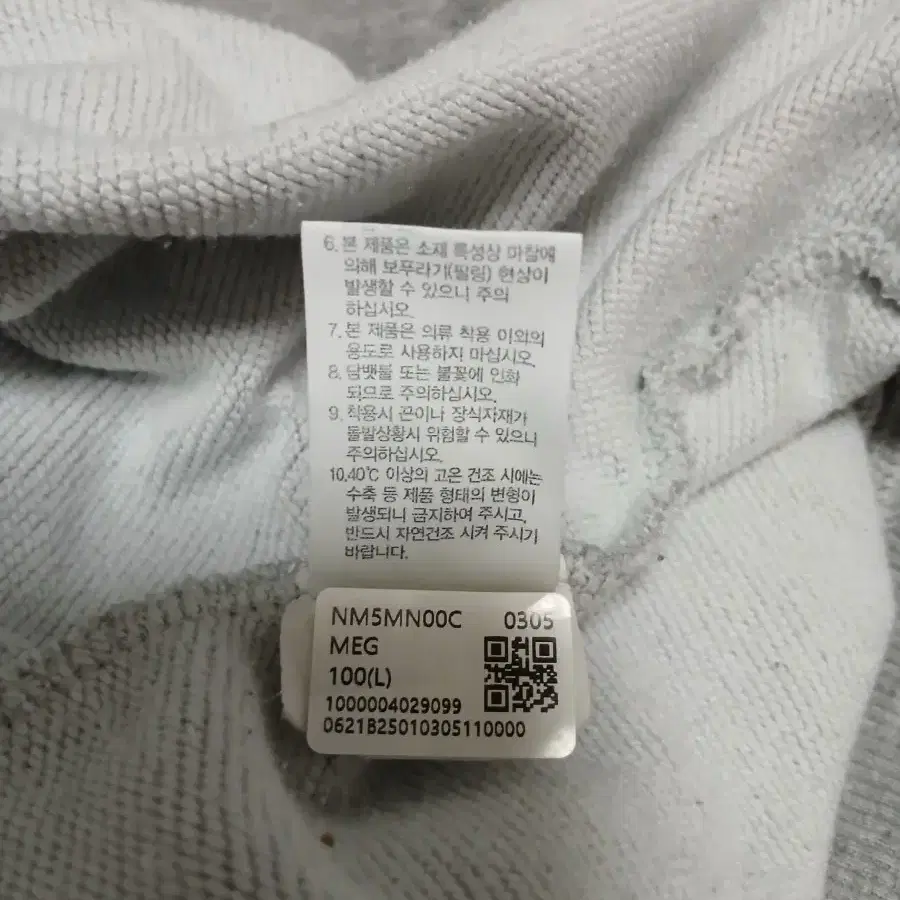 6. 본 제품은 소재 특성상 마찰에
의해 보푸라기(필링) 현상이
발생할 수 있으니 주의
하십시오.
7. 본 제품은 의류 착용 이외의
용도로 사용하지 마십시오.
8. 담뱃불 또는 불꽃에 인화
되므로 주의하십시오.
9. 착용시 끈이나 장식자재가
돌발상황시 위험할 수 있으니
주의하십시오.
10.40℃ 이상의 고온 건조 시에는
수축 등 제품 형태의 변형이
발생되니 금지하여 주시고,
반드시 자연건조 시켜 주시기
바랍니다.
NM5MN00C 0305
MEG
100(L)
1000004029099
0621B25010305110000